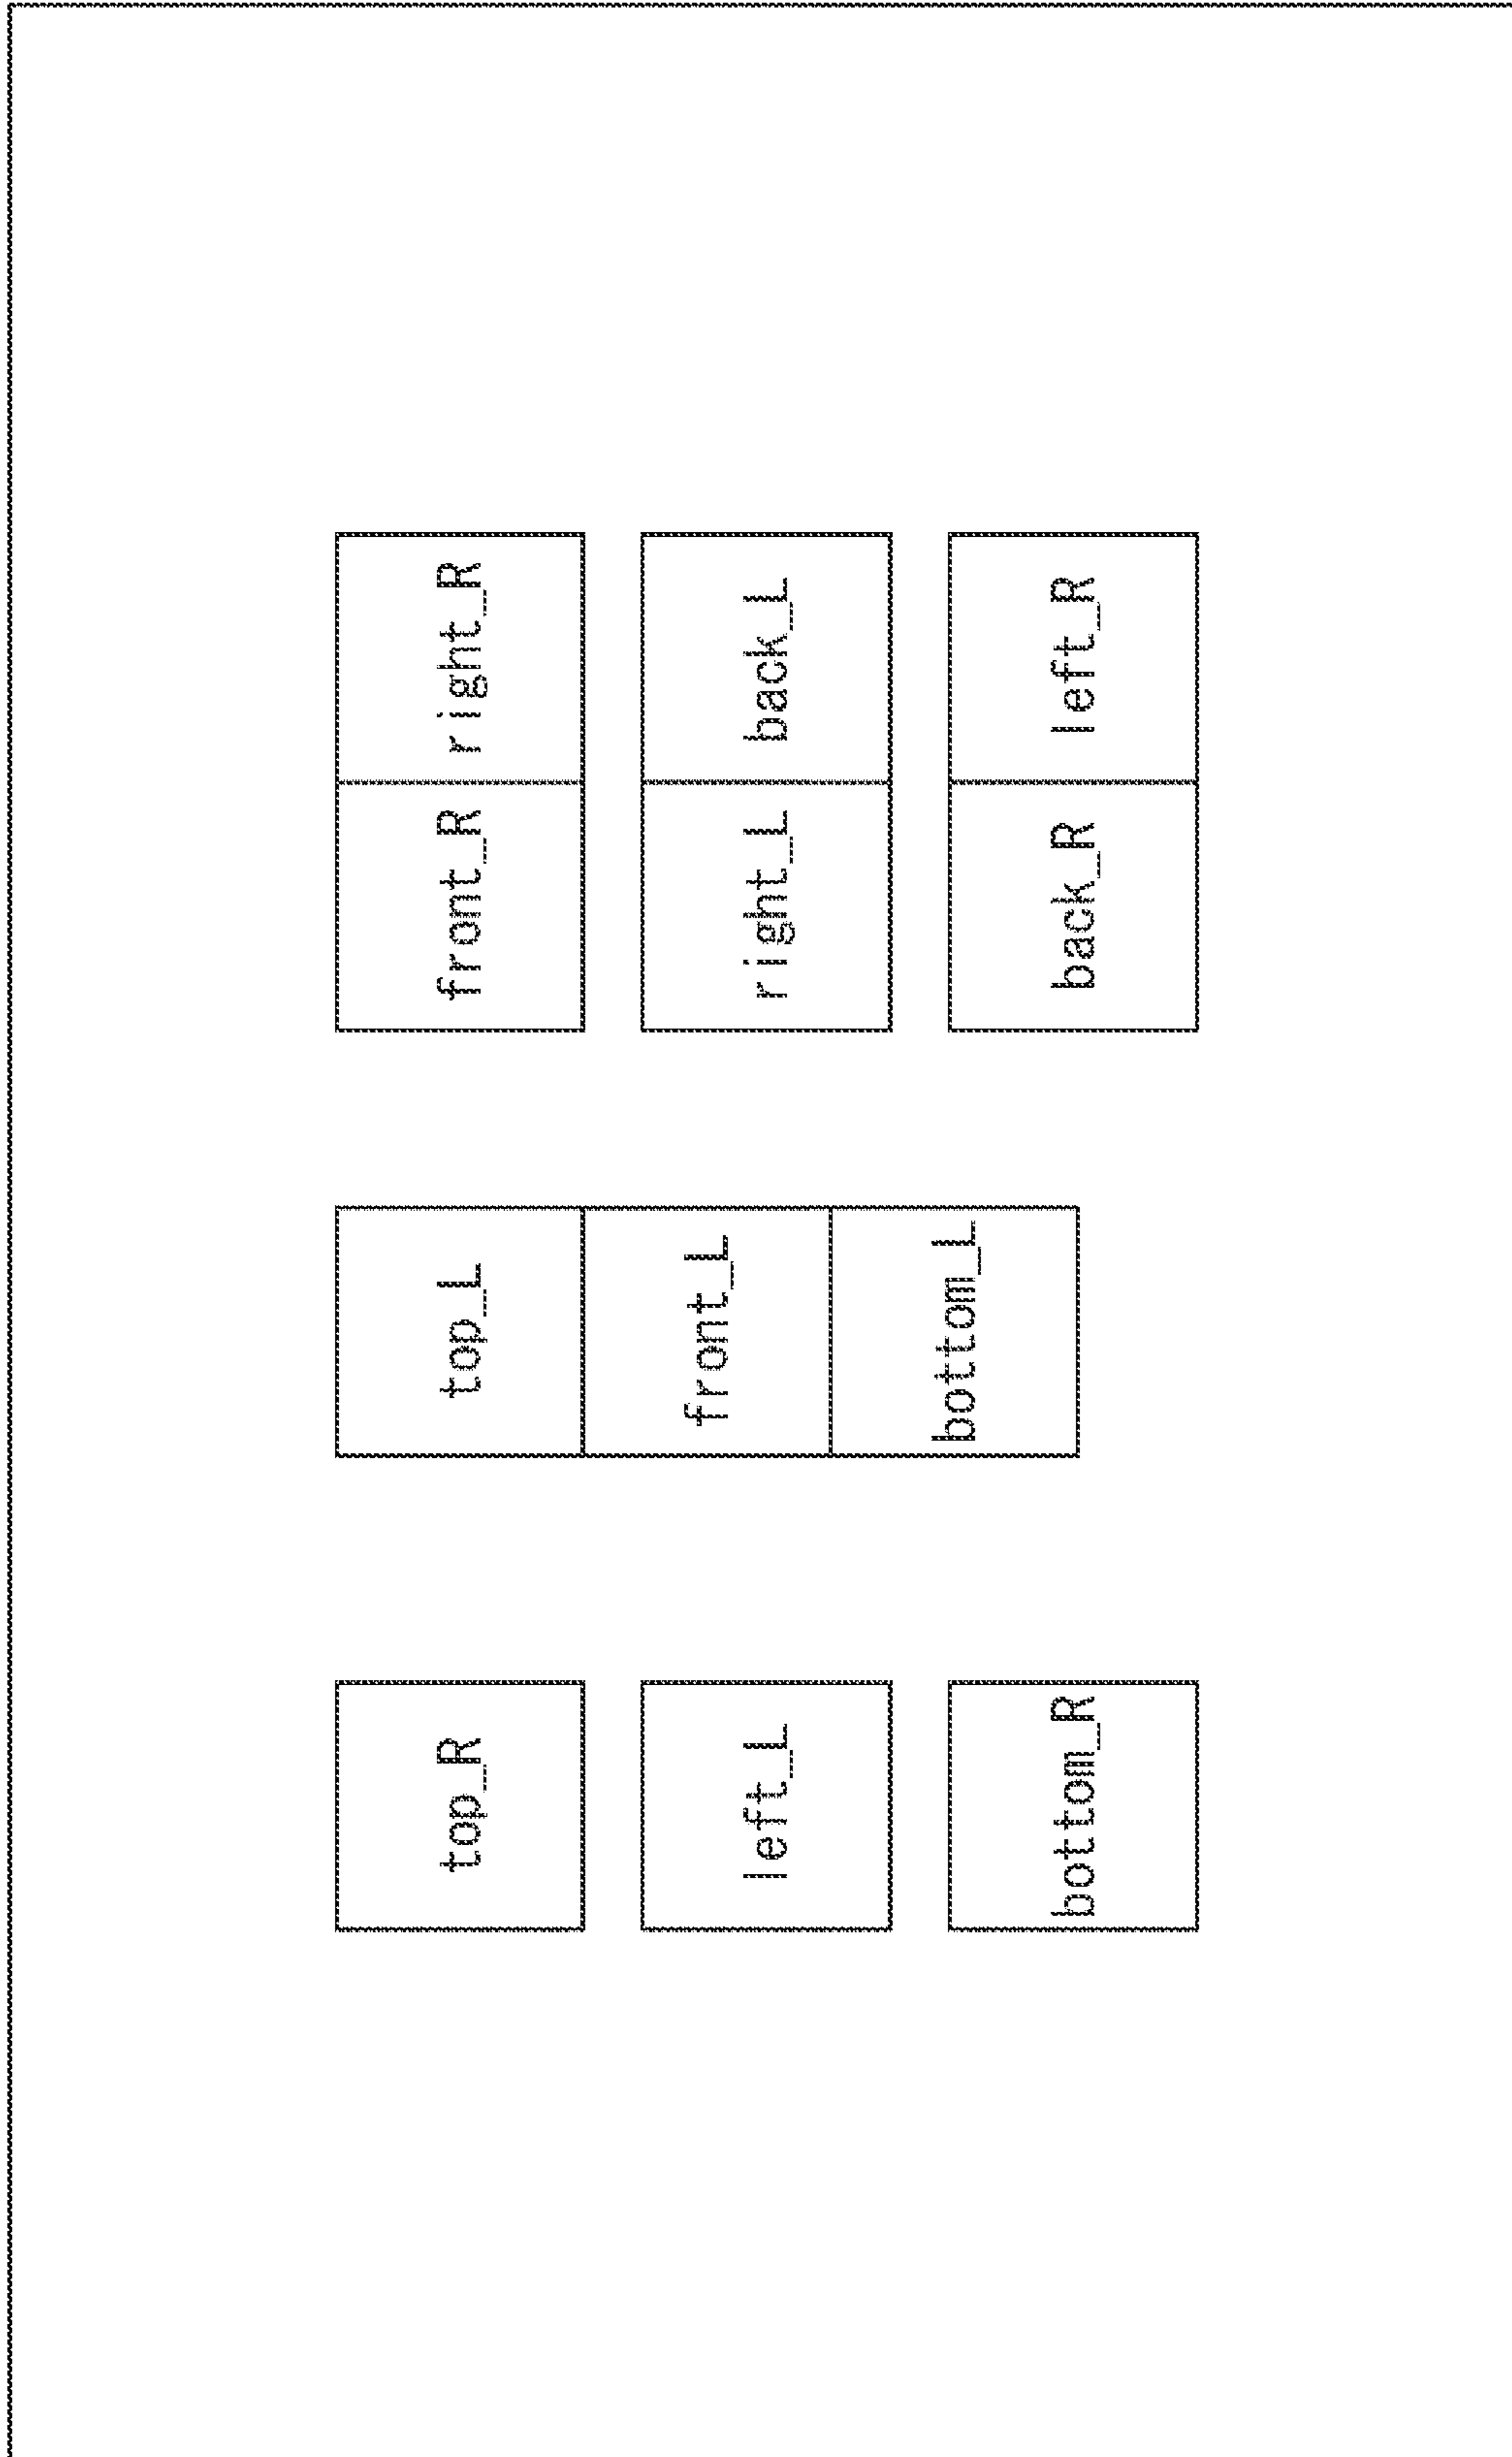 top_R
left_L
bottom_R
top_L
front_L
bottom_L
front_R
right_R
right_L
back_L
back_R
left_R